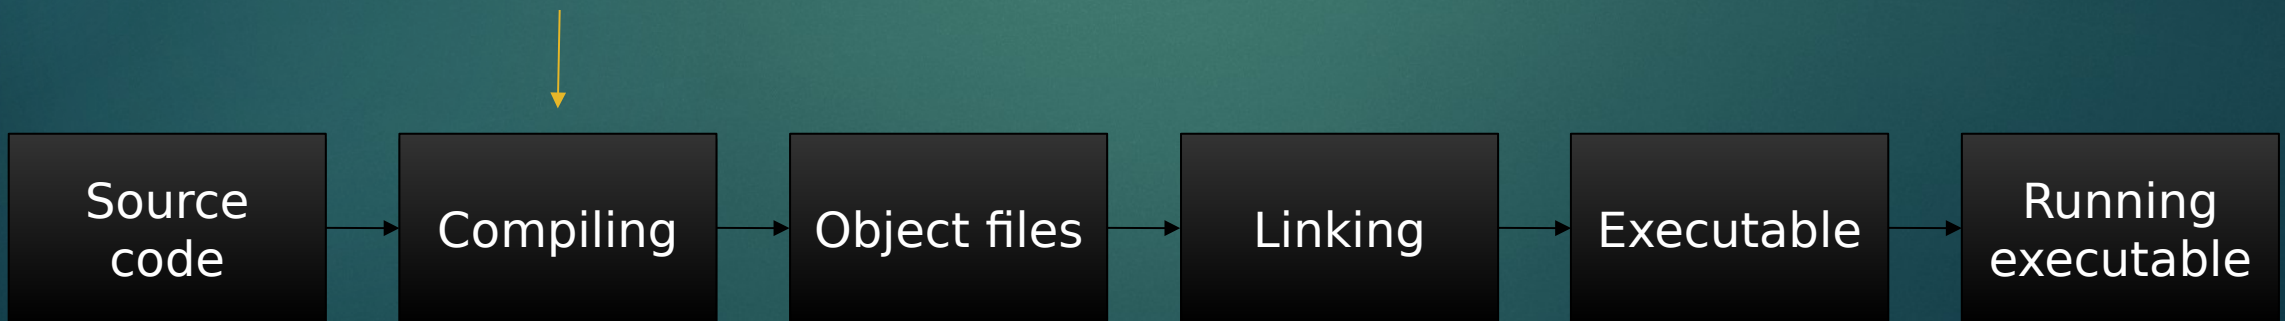 Source
code
Compiling
Object files
Linking
Executable
Running
executable